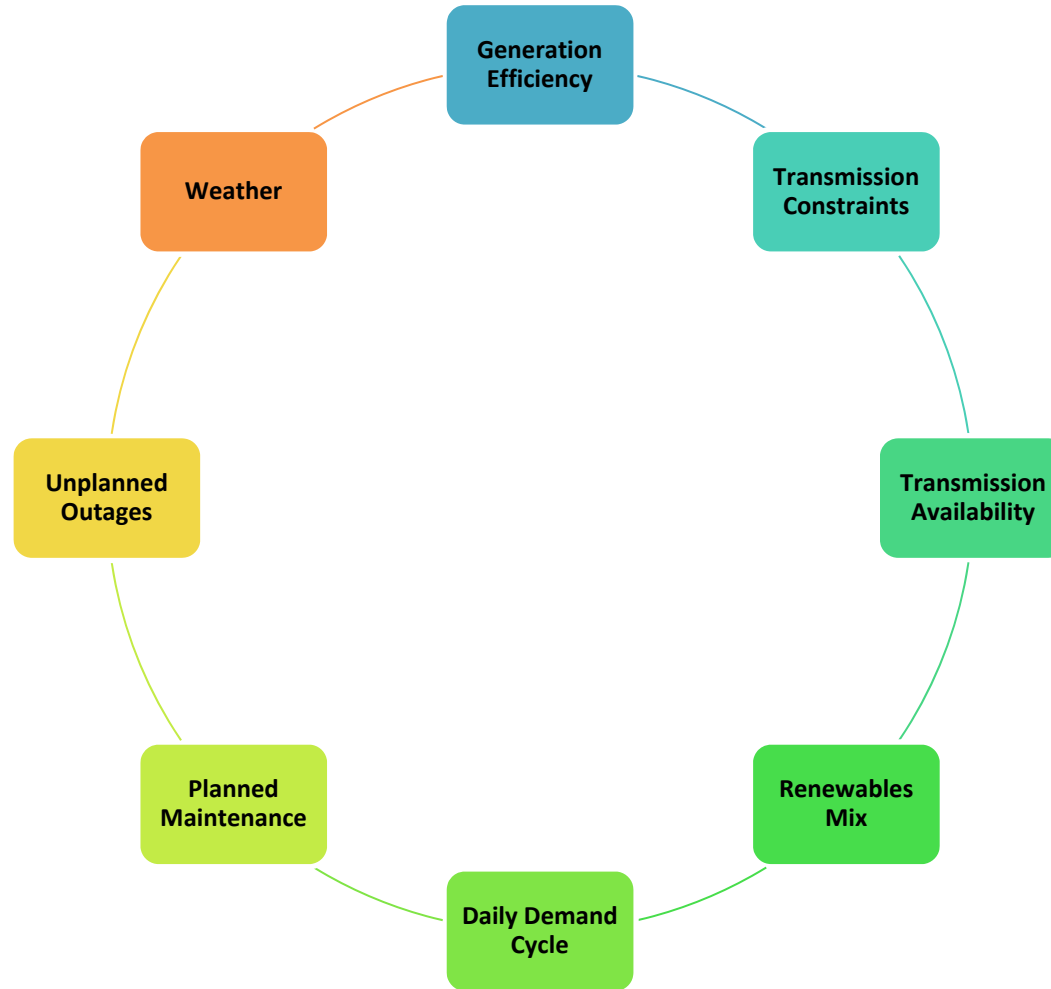 Generation
Efficiency
Transmission
Constraints
Transmission
Availability
Renewables
Mix
Daily Demand
Cycle
Planned
Maintenance
Unplanned
Outages
Weather